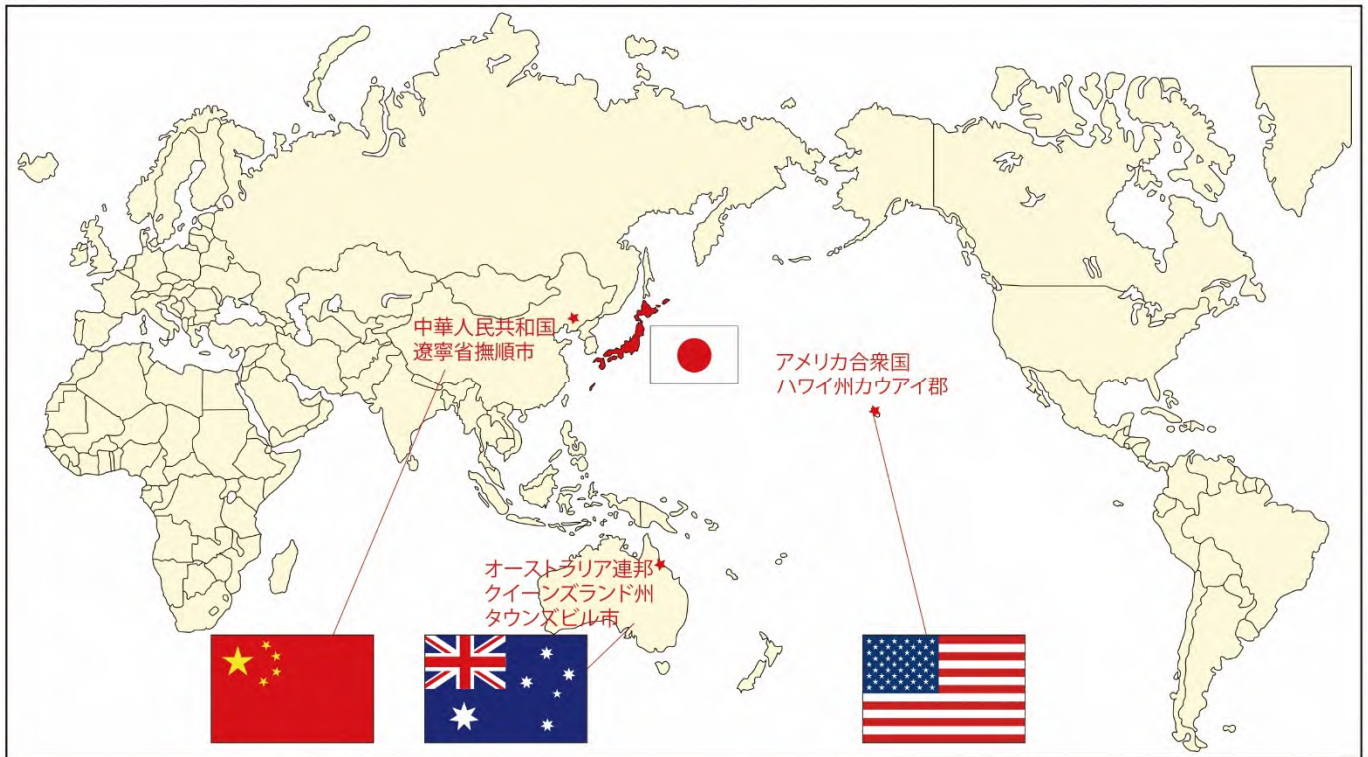 中華人民共和国
遼寧省撫順市
アメリカ合衆国
ハワイ州カウアイ郡
オーストラリア連邦
クイーンズランド州
タウンズビル市